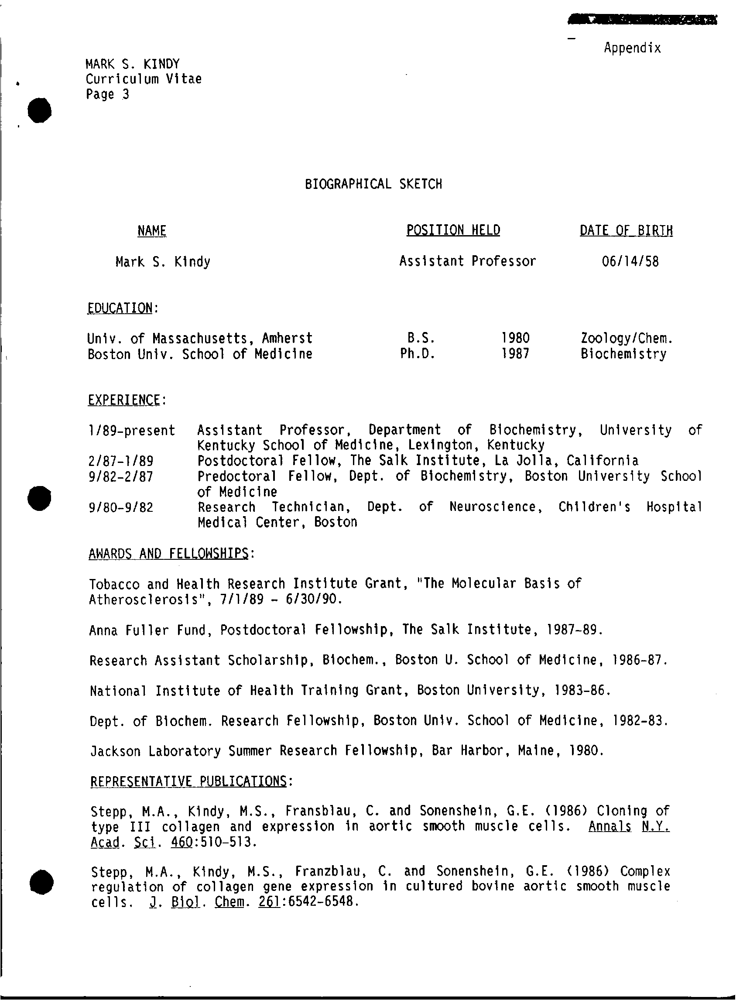 Appendix
MARK S. KINDY
Curriculum Vitae
Page 3
BIOGRAPHICAL SKETCH
NAME POSITION HELD DATE OF BIRTH
Mark S. Kindy Assistant Professor 06/14/58
EDUCATION:
Univ. of Massachusetts, Amherst B.S. 1980 Zoology/Chem.
Boston Univ. School of Medicine Ph.D. 1987 Biochemistry
EXPERIENCE:
1/89-present Assistant Professor, Department of Biochemistry, University of
Kentucky School of Medicine, Lexington, Kentucky
2/87-1/89 Postdoctoral Fellow, The Salk Institute, La Jolla, California
9/82-2/87 Predoctoral Fellow, Dept. of Biochemistry, Boston University School
of Medicine
9/80-9/82 Research Technician, Dept. of Neuroscience, Children's Hospital
Medical Center, Boston
AWARDS AND FELLOWSHIPS:
Tobacco and Health Research Institute Grant, "The Molecular Basis of
Atherosclerosis", 7/1/89 - 6/30/90.
Anna Fuller Fund, Postdoctoral Fellowship, The Salk Institute, 1987-89.
Research Assistant Scholarship, Biochem., Boston U. School of Medicine, 1986-87.
National Institute of Health Training Grant, Boston University, 1983-86.
Dept. of Biochem. Research Fellowship, Boston Univ. School of Medicine, 1982-83.
Jackson Laboratory Summer Research Fellowship, Bar Harbor, Maine, 1980.
REPRESENTATIVE PUBLICATIONS:
Stepp, M.A., Kindy, M.S., Fransblau, C. and Sonenshein, G.E. (1986) Cloning of
type III collagen and expression in aortic smooth muscle cells. Annals N.Y.
Acad. Sci. 460:510-513.
Stepp, M.A., Kindy, M.S., Franzblau, C. and Sonenshein, G.E. (1986) Complex
regulation of collagen gene expression in cultured bovine aortic smooth muscle
cells. J. Biol. Chem. 261:6542-6548.